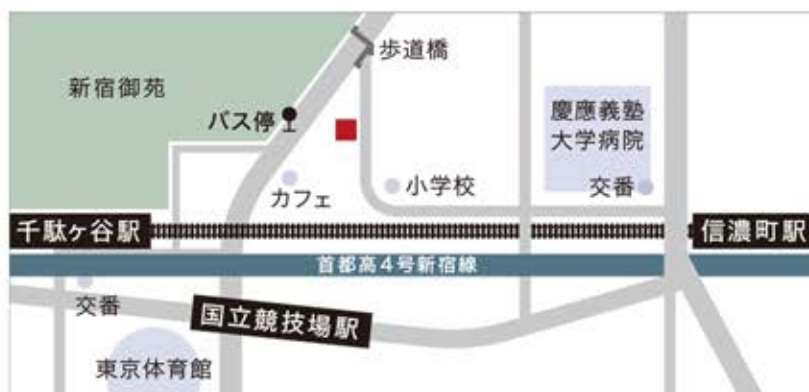 歩道橋
新宿御苑
バス停
慶應義塾
大学病院
小学校
交番
カフェ
千駄ヶ谷駅
信濃町駅
首都高4号新宿線
交番
国立競技場駅
東京体育館